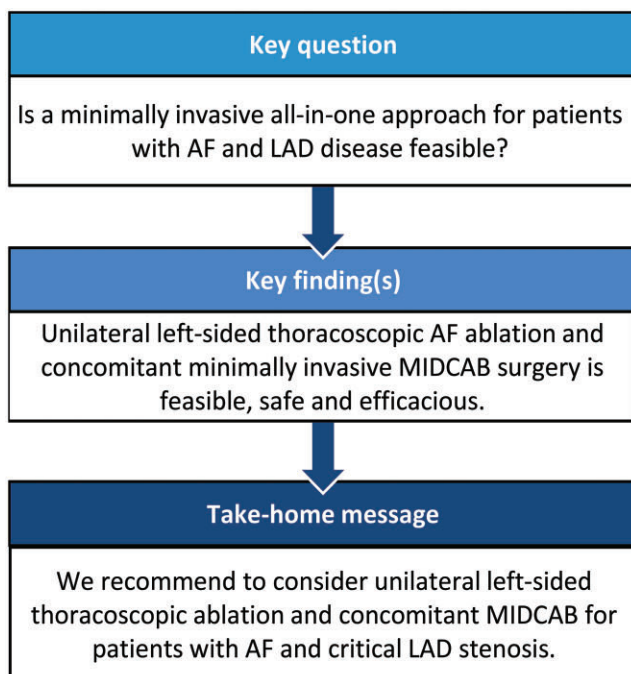 Key question
Is a minimally invasive all-in-one approach for patients
with AF and LAD disease feasible?
Key finding(s)
Unilateral left-sided thoracoscopic AF ablation and
concomitant minimally invasive MIDCAB surgery is
feasible, safe and efficacious.
Take-home message
We recommend to consider unilateral left-sided
thoracoscopic ablation and concomitant MIDCAB for
patients with AF and critical LAD stenosis.